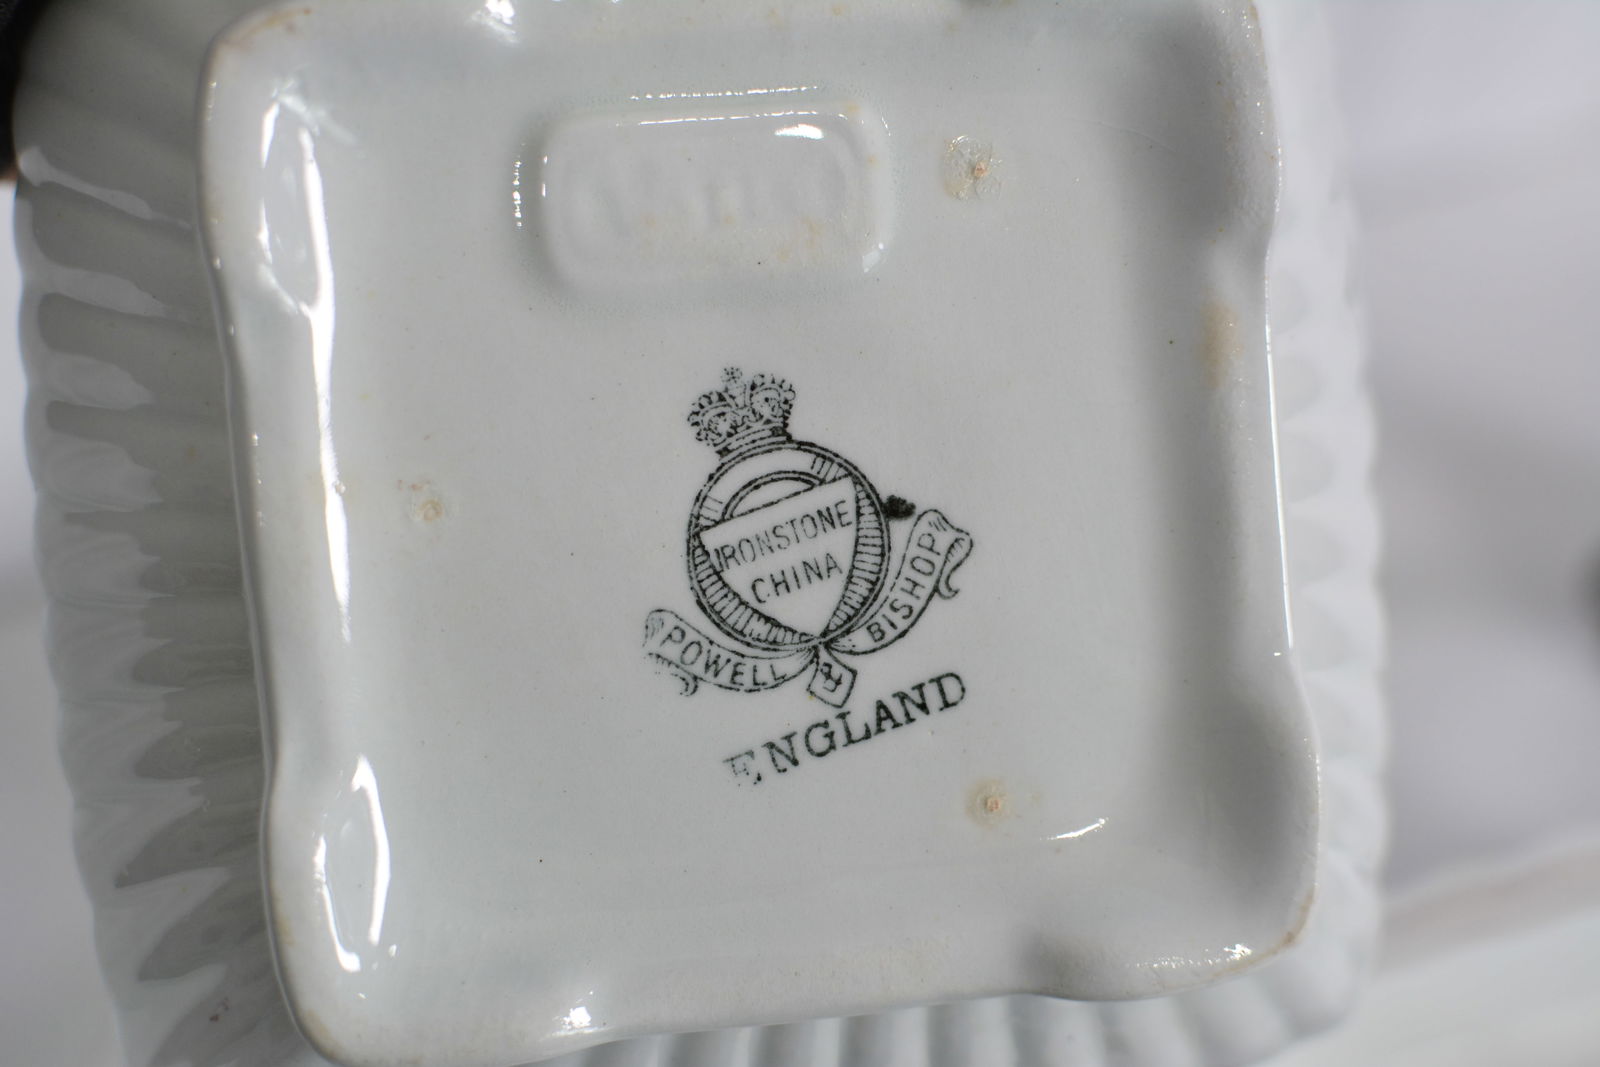 IRONSTONE
CHINA
POWELL
BISHOP
ENGLAND